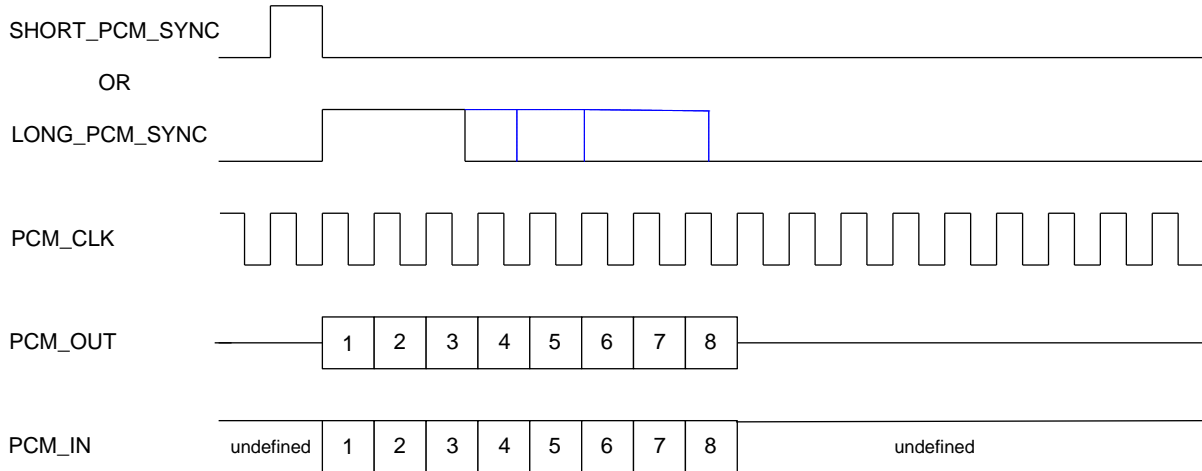 SHORT_PCM_SYNC
OR
LONG_PCM_SYNC
PCM_CLK
PCM_OUT 1 2 3 4 5 6 7 8
PCM_IN undefined 1 2 3 4 5 6 7 8 undefined